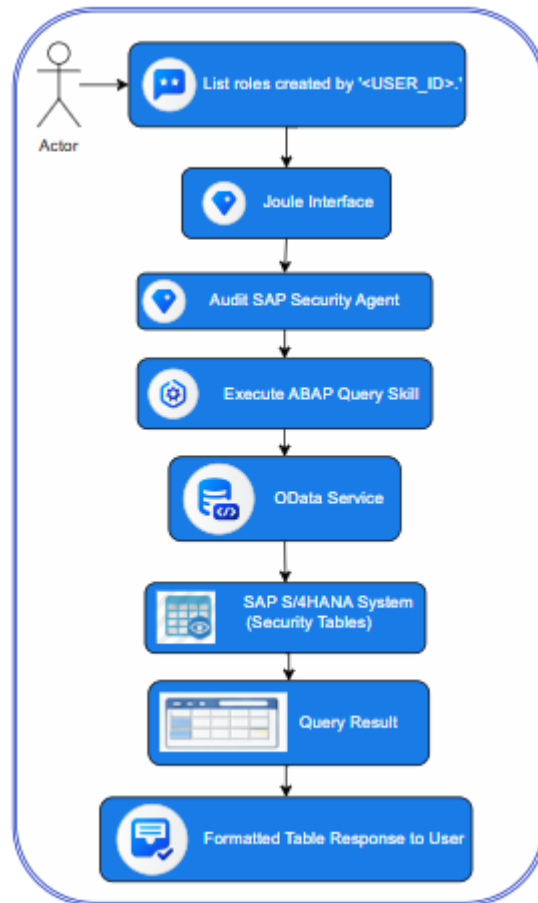 List roles created by '<USER_ID>.'
Actor
Joule Interface
Audit SAP Security Agent
Execute ABAP Query Skill
OData Service
SAP S/4HANA System
(Security Tables)
Query Result
Formatted Table Response to User